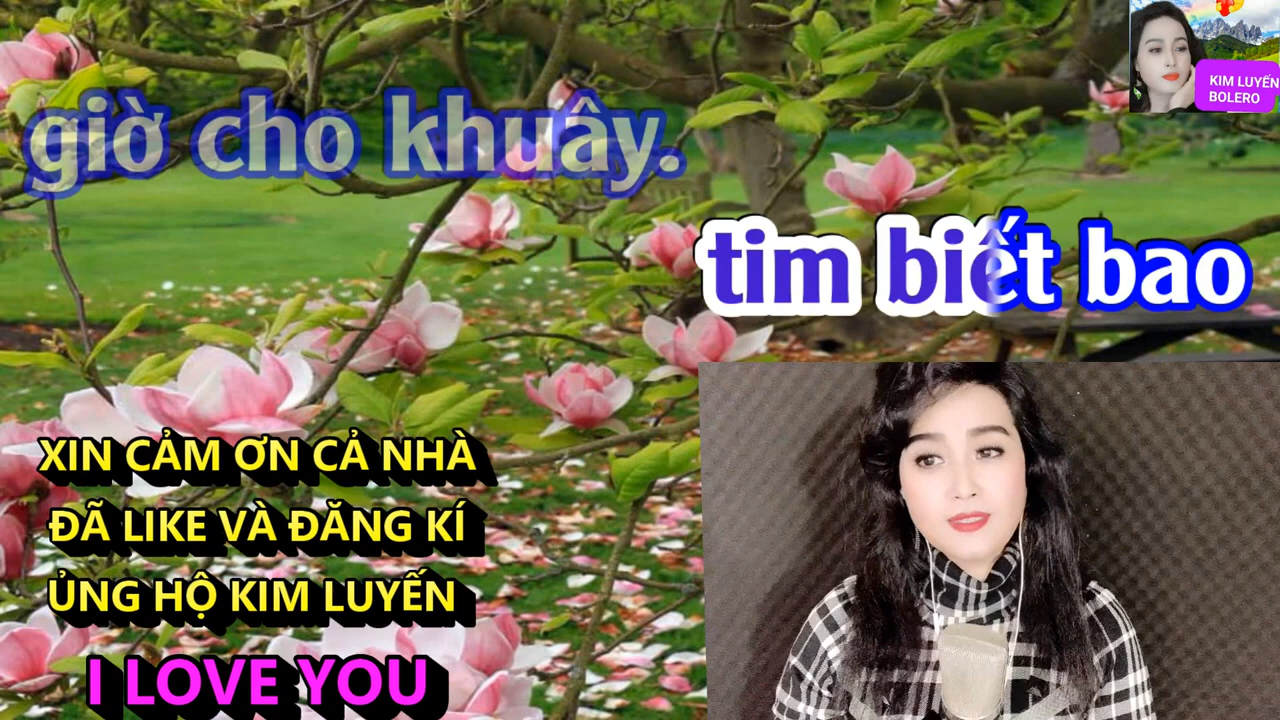 giờ cho khuây.
tim biết bao
KIM LUYẾN
BOLERO
XIN CẢM ƠN CẢ NHÀ
ĐÃ LIKE VÀ ĐĂNG KÍ
ỦNG HỘ KIM LUYẾN
I LOVE YOU